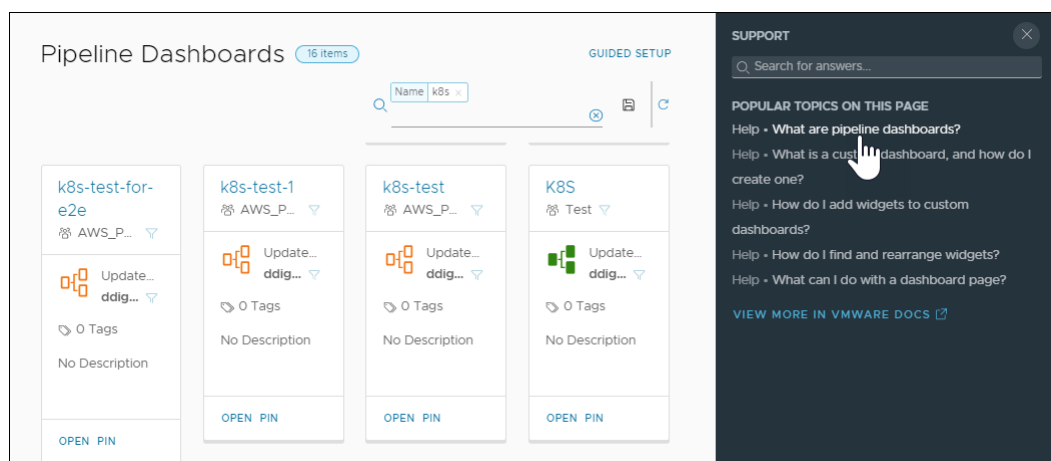 Pipeline Dashboards 16 items
GUIDED SETUP
Name k8s ×
k8s-test-for-
e2e
AWS_P...
Update...
ddig...
0 Tags
No Description
OPEN PIN
k8s-test-1
AWS_P...
Update...
ddig...
0 Tags
No Description
OPEN PIN
k8s-test
AWS_P...
Update...
ddig...
0 Tags
No Description
OPEN PIN
K8S
Test
Update...
ddig...
0 Tags
No Description
OPEN PIN
SUPPORT
Search for answers...
POPULAR TOPICS ON THIS PAGE
Help • What are pipeline dashboards?
Help • What is a dashboard, and how do I
create one?
Help • How do I add widgets to custom
dashboards?
Help • How do I find and rearrange widgets?
Help • What can I do with a dashboard page?
VIEW MORE IN VMWARE DOCS